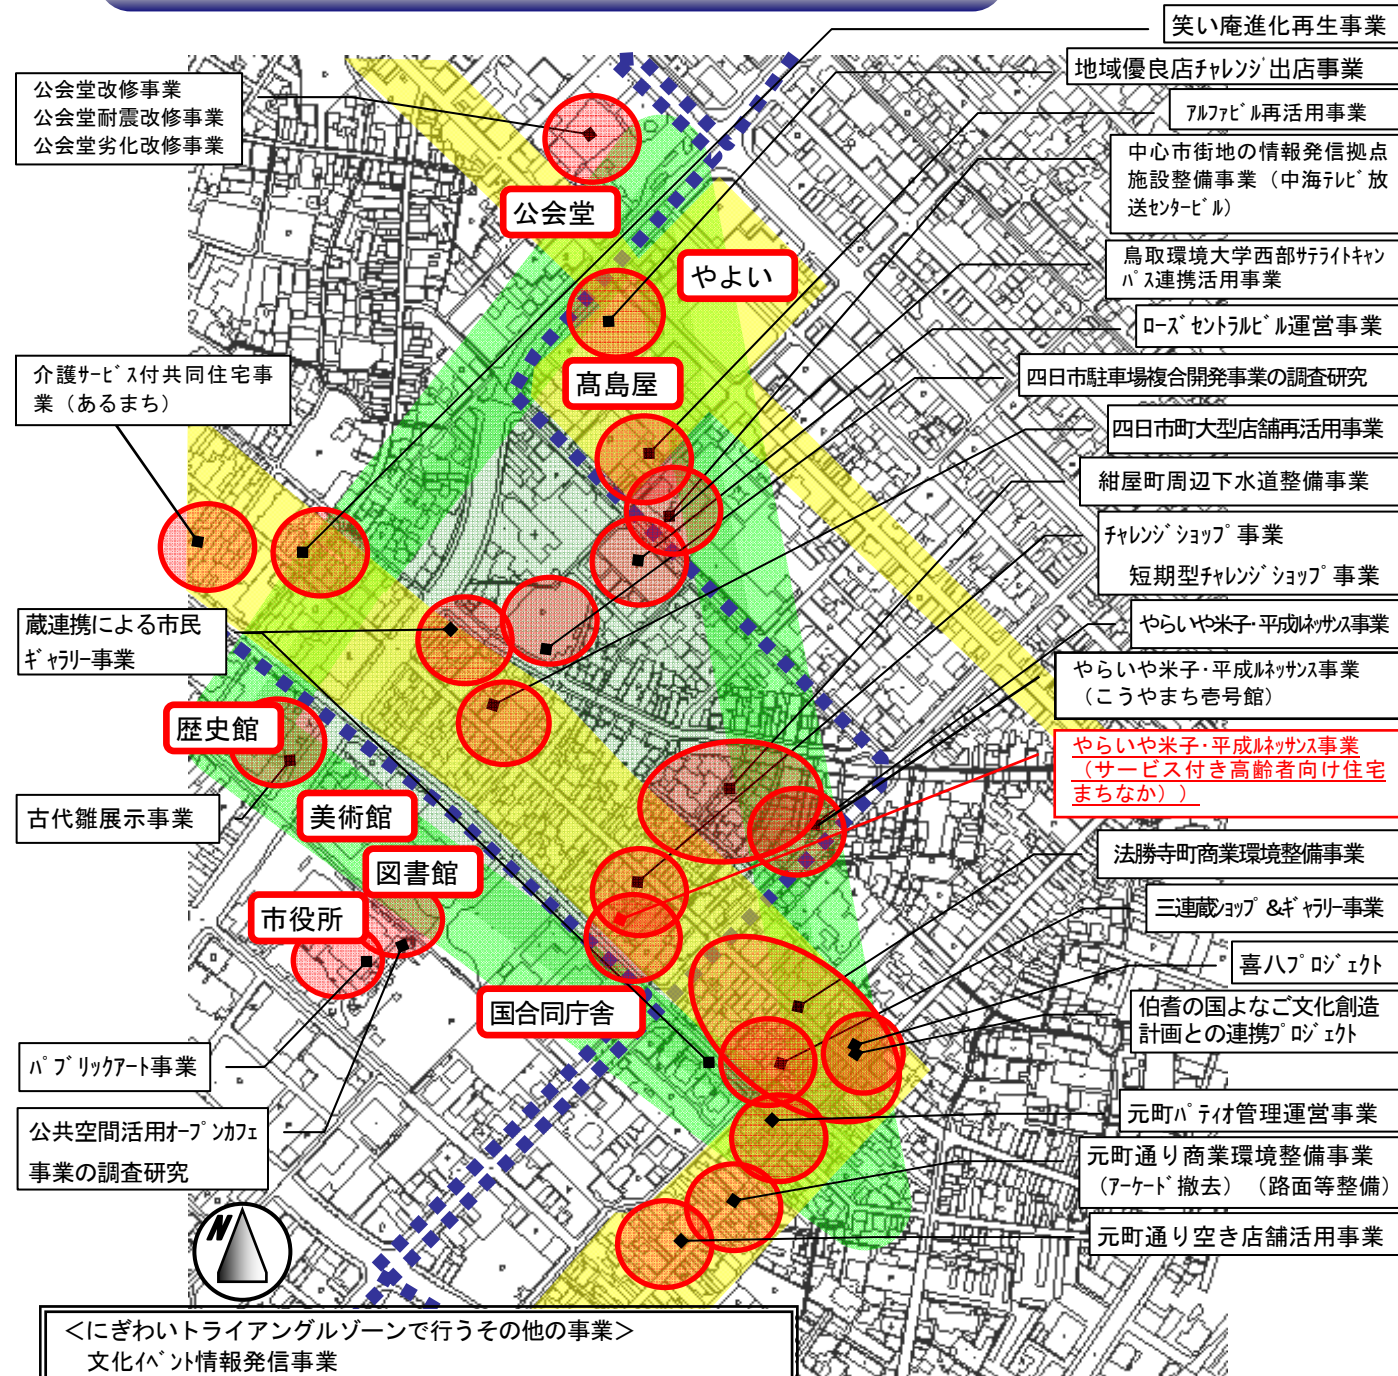 笑い庵進化再生事業
地域優良店チャレンジ出店事業
アルファビル再活用事業
中心市街地の情報発信拠点
施設整備事業（中海テレビ放
送センタービル）
鳥取環境大学西部サテライトキャン
パス連携活用事業
ローズセントラルビル運営事業
四日市駐車場複合開発事業の調査研究
四日市町大型店舗再活用事業
紺屋町周辺下水道整備事業
チャレンジショップ事業
短期型チャレンジショップ事業
やらいや米子・平成ルネッサンス事業
やらいや米子・平成ルネッサンス事業
（こうやまち壱号館）
やらいや米子・平成ルネッサンス事業
（サービス付き高齢者向け住宅
まちなか））
法勝寺町商業環境整備事業
三連蔵ショップ＆ギャラリー事業
喜八プロジェクト
伯耆の国よなご文化創造
計画との連携プロジェクト
元町パティオ管理運営事業
元町通り商業環境整備事業
（アーケード撤去）（路面等整備）
元町通り空き店舗活用事業
公会堂改修事業
公会堂耐震改修事業
公会堂劣化改修事業
公会堂
やよい
髙島屋
介護サービス付共同住宅事
業（あるまち）
蔵連携による市民
ギャラリー事業
歴史館
古代雛展示事業
美術館
図書館
市役所
国合同庁舎
パブリックアート事業
公共空間活用オープンカフェ
事業の調査研究
N
＜にぎわいトライアングルゾーンで行うその他の事業＞
文化イベント情報発信事業